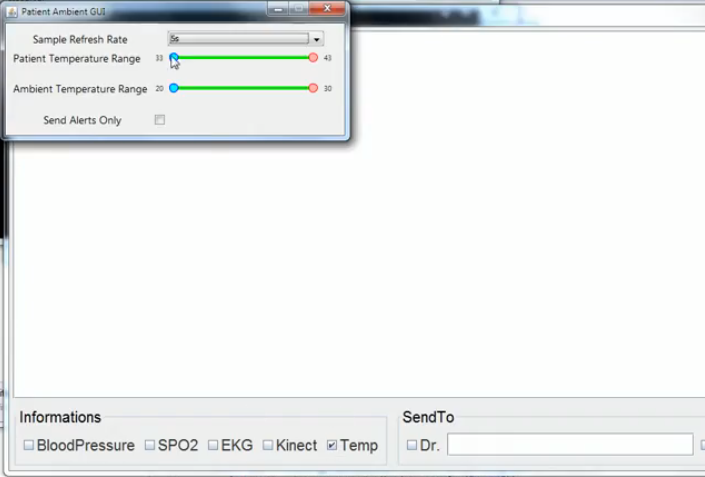 Patient Ambient GUI
Sample Refresh Rate 5s
Patient Temperature Range 33 43
Ambient Temperature Range 20 30
Send Alerts Only
Informations SendTo
BloodPressure SPO2 EKG Kinect Temp Dr.